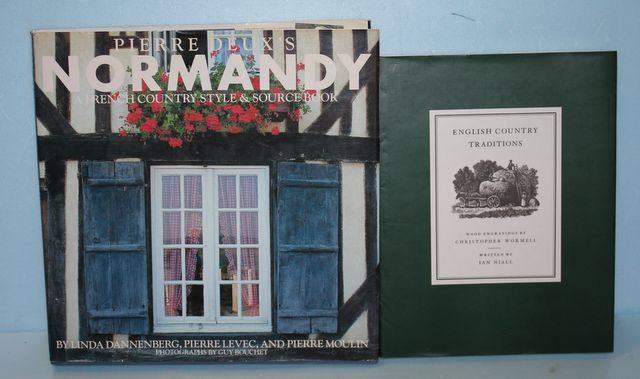 PIERRE DEUX'S
NORMANDY
A FRENCH COUNTRY STYLE & SOURCE BOOK
BY LINDA DANNENBERG, PIERRE LEVEC, AND PIERRE MOULIN
PHOTOGRAPHS BY GUY BOUCHET
ENGLISH COUNTRY
TRADITIONS
WOOD ENGRAVINGS BY
CHRISTOPHER WORMELL
WRITTEN BY
IAN NIALL